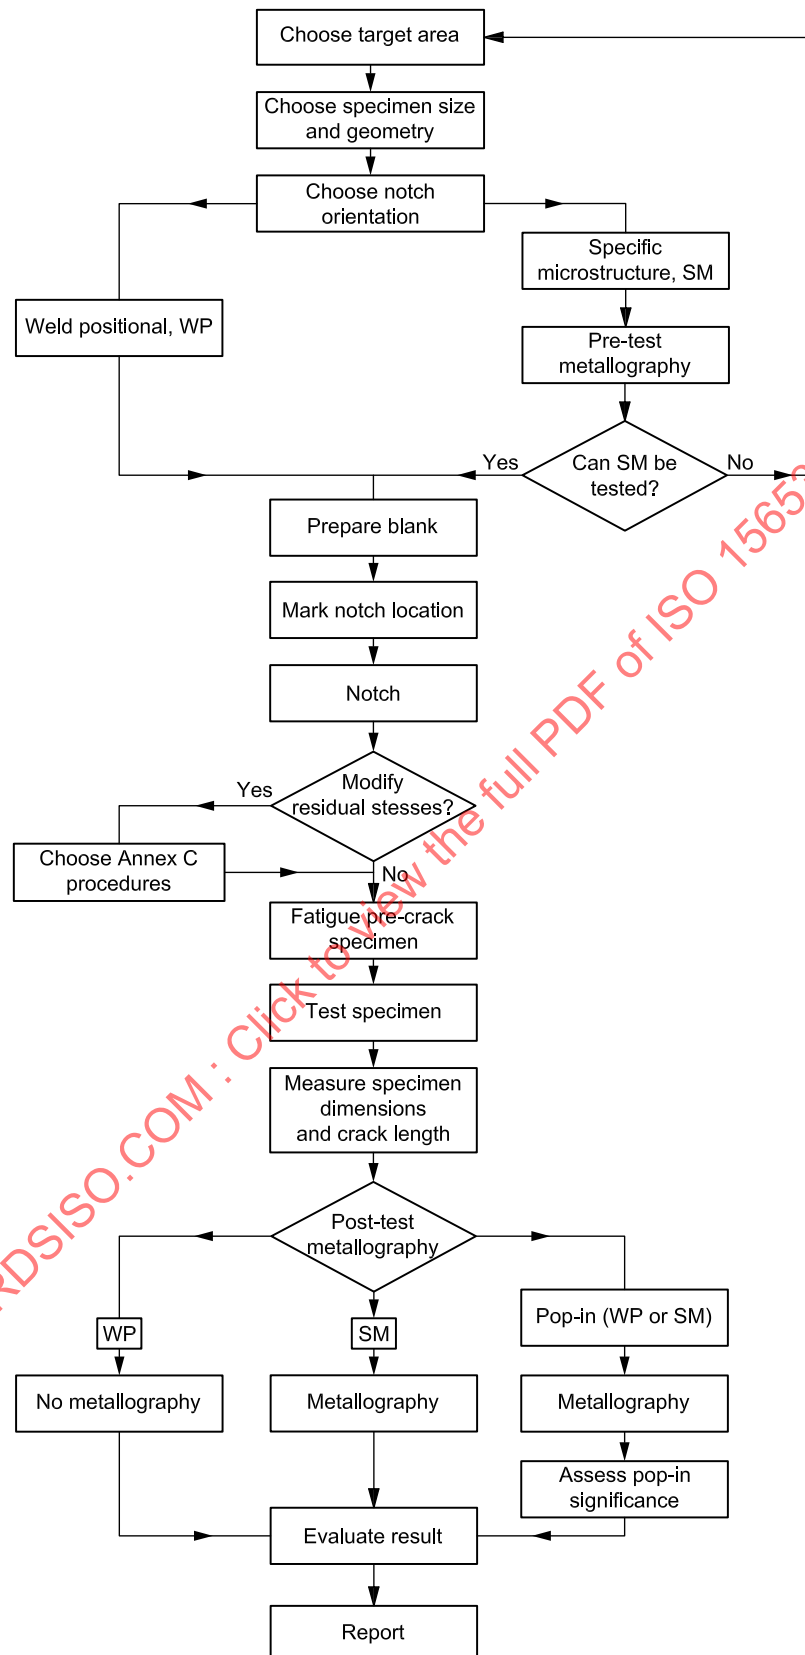 Choose target area
Choose specimen size
and geometry
Choose notch
orientation
Specific
microstructure, SM
Weld positional, WP
Pre-test
metallography
Yes
Can SM be
tested?
No
Prepare blank
Mark notch location
Notch
Yes
Modify
residual stesses?
Choose Annex C
procedures
No
Fatigue pre-crack
specimen
Test specimen
Measure specimen
dimensions
and crack length
Post-test
metallography
WP
SM
Pop-in (WP or SM)
No metallography
Metallography
Metallography
Assess pop-in
significance
Evaluate result
Report
RDSISO.COM : Click to view the full PDF of ISO 15653